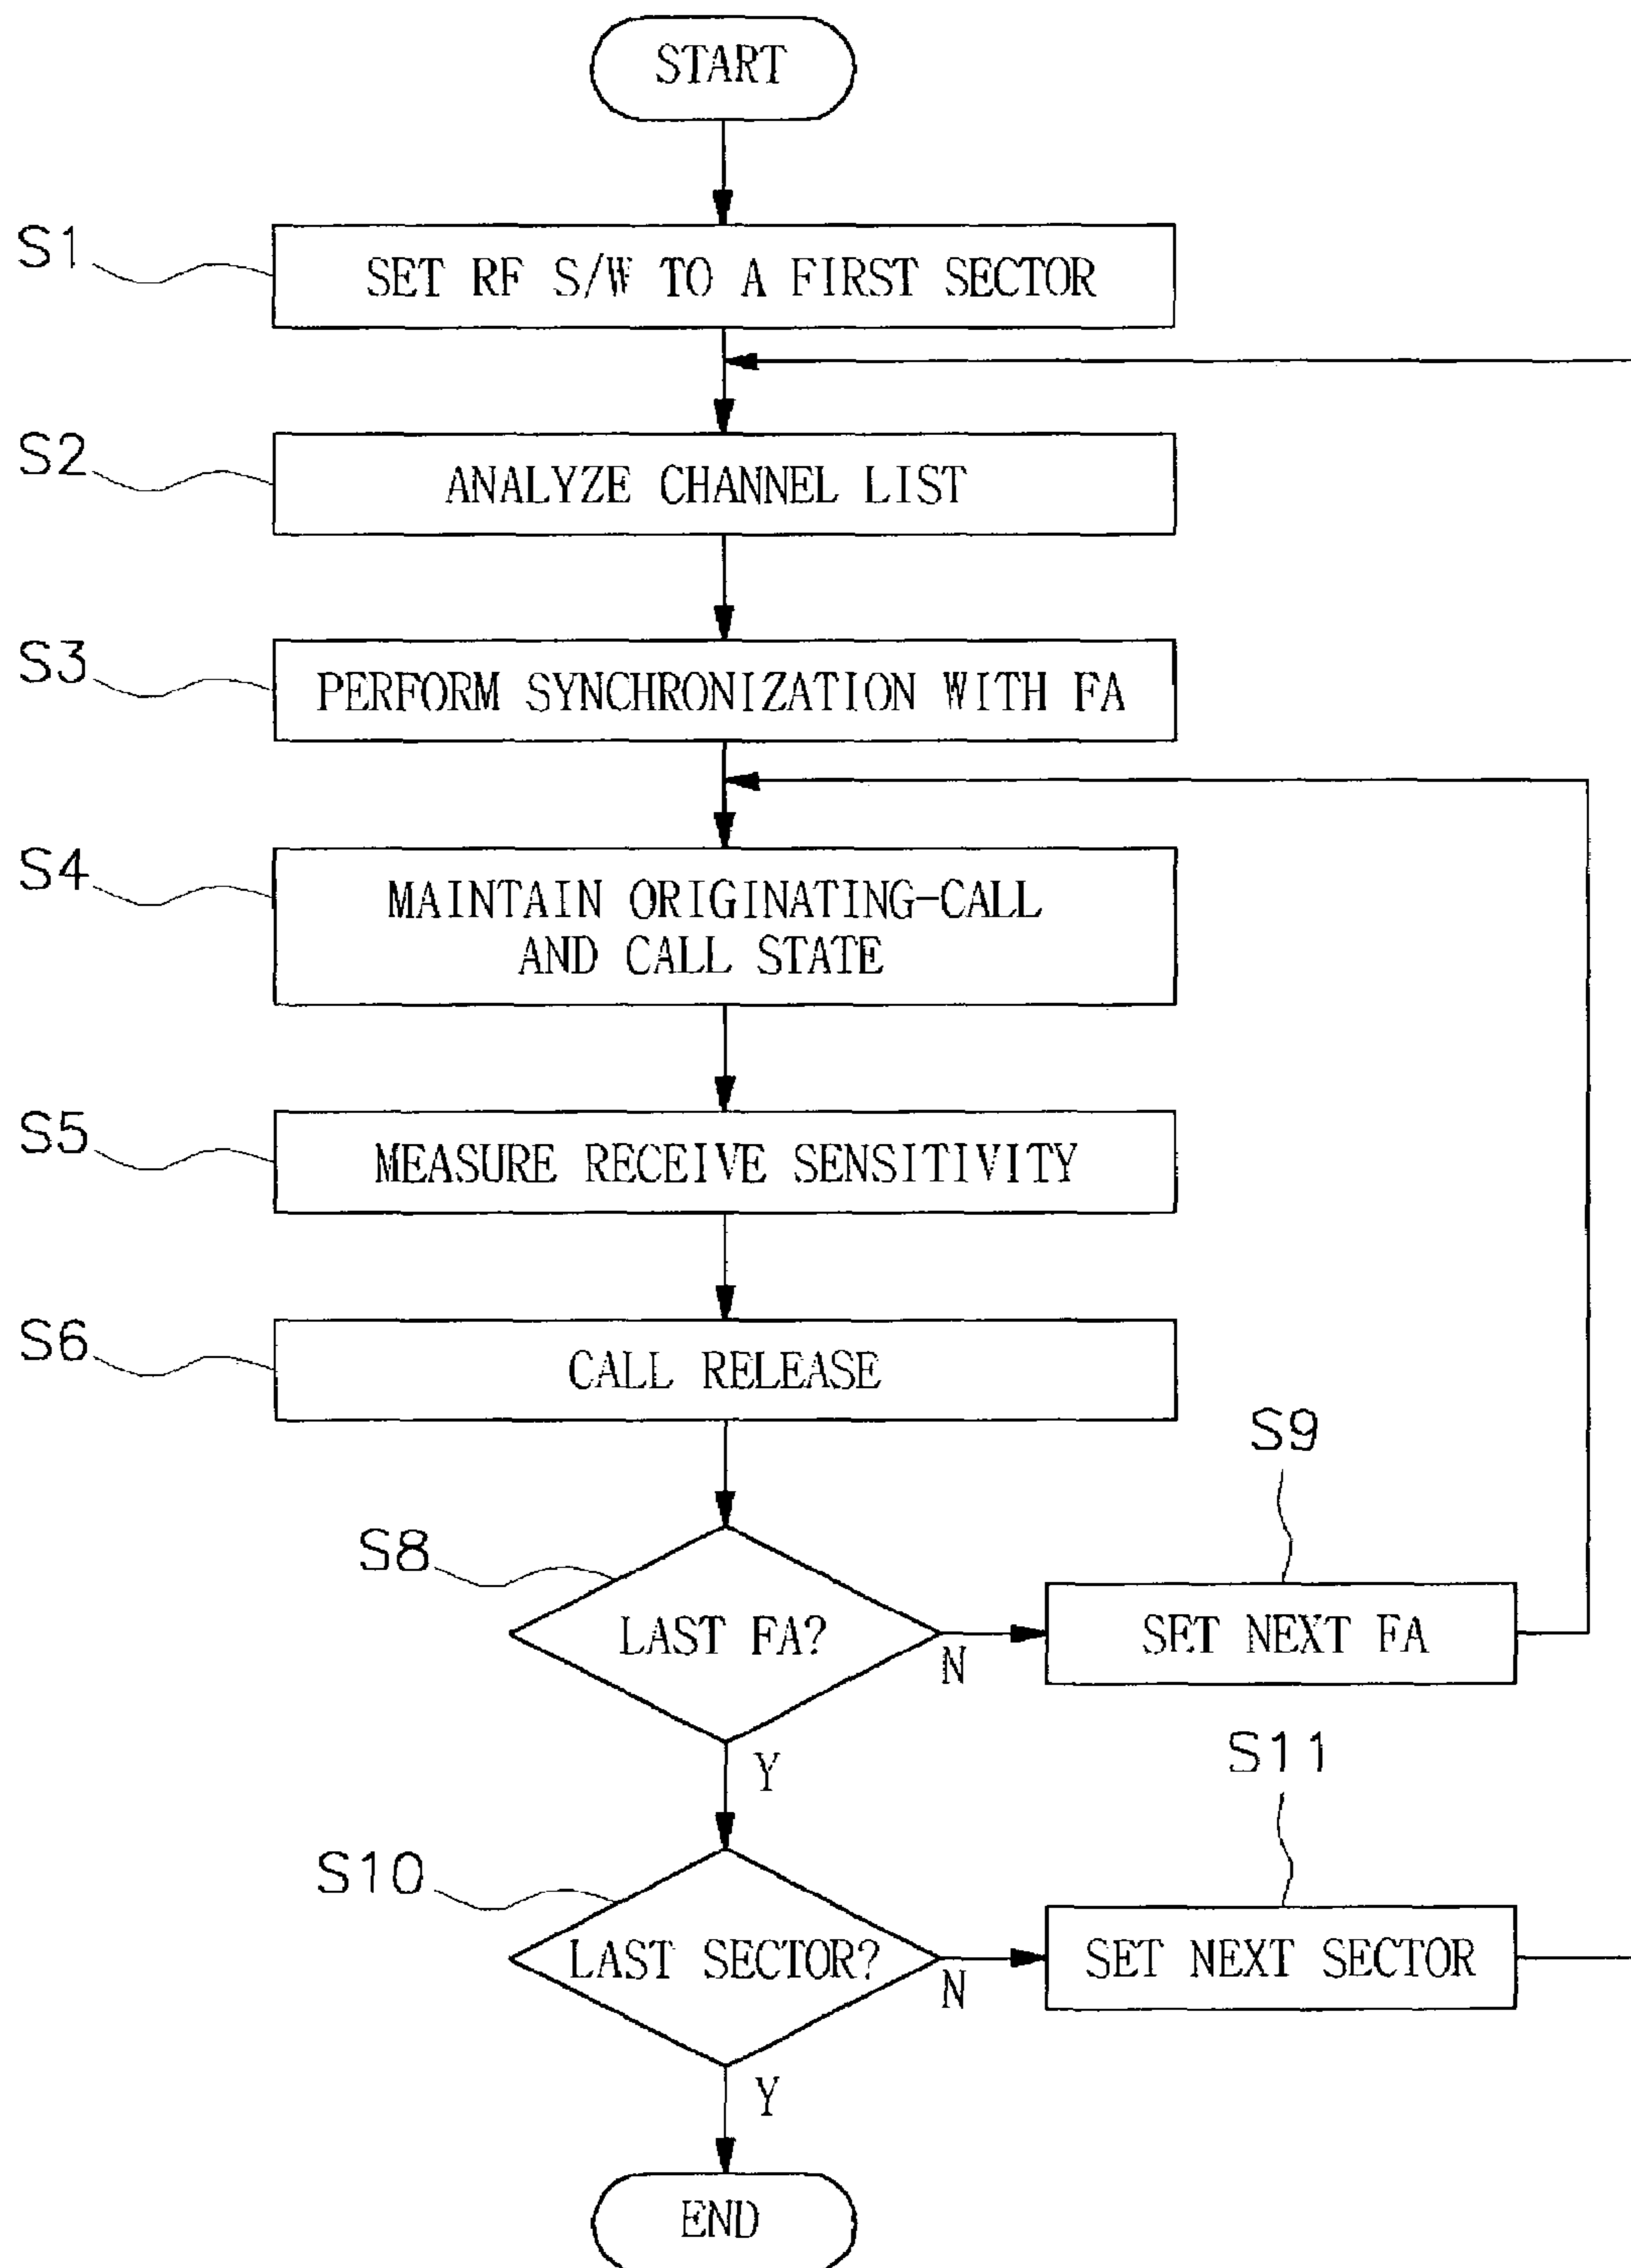 START
S1
SET RF S/W TO A FIRST SECTOR
S2
ANALYZE CHANNEL LIST
S3
PERFORM SYNCHRONIZATION WITH FA
S4
MAINTAIN ORIGINATING-CALL
AND CALL STATE
S5
MEASURE RECEIVE SENSITIVITY
S6
CALL RELEASE
S9
S8
LAST FA?
N
SET NEXT FA
Y
S11
S10
LAST SECTOR?
N
SET NEXT SECTOR
Y
END